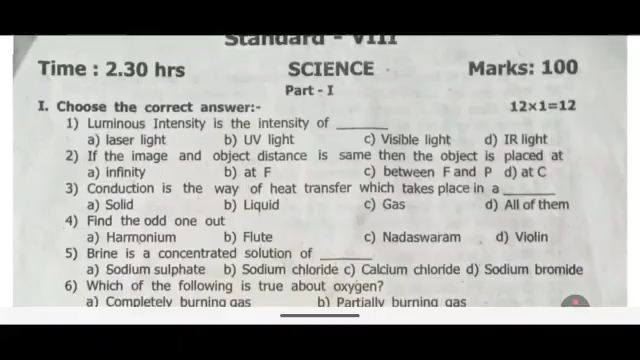 Standard - VIII
Time : 2.30 hrs SCIENCE Marks: 100
Part - I
I. Choose the correct answer:- 12×1=12
1) Luminous Intensity is the intensity of ________
a) laser light b) UV light c) Visible light d) IR light
2) If the image and object distance is same then the object is placed at
a) infinity b) at F c) between F and P d) at C
3) Conduction is the way of heat transfer which takes place in a ________
a) Solid b) Liquid c) Gas d) All of them
4) Find the odd one out
a) Harmonium b) Flute c) Nadaswaram d) Violin
5) Brine is a concentrated solution of ________
a) Sodium sulphate b) Sodium chloride c) Calcium chloride d) Sodium bromide
6) Which of the following is true about oxygen?
a) Completely burning gas b) Partially burning gas